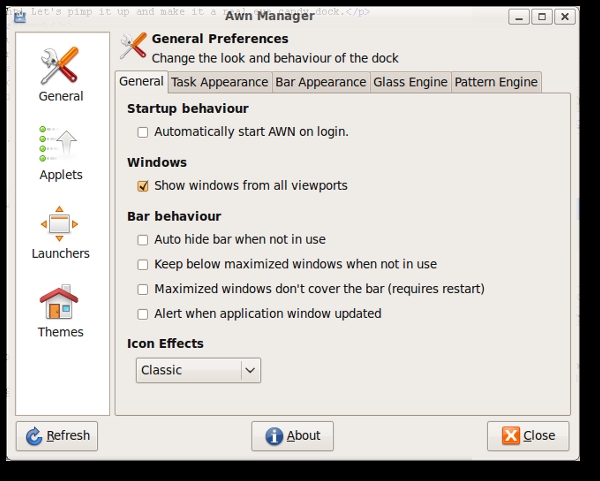 Let's pimp it up and make it a real eye candy dock.</p>
Awn Manager
General
Applets
Launchers
Themes
General Preferences
Change the look and behaviour of the dock
General Task Appearance Bar Appearance Glass Engine Pattern Engine
Startup behaviour
Automatically start AWN on login.
Windows
Show windows from all viewports
Bar behaviour
Auto hide bar when not in use
Keep below maximized windows when not in use
Maximized windows don't cover the bar (requires restart)
Alert when application window updated
Icon Effects
Classic
Refresh About Close